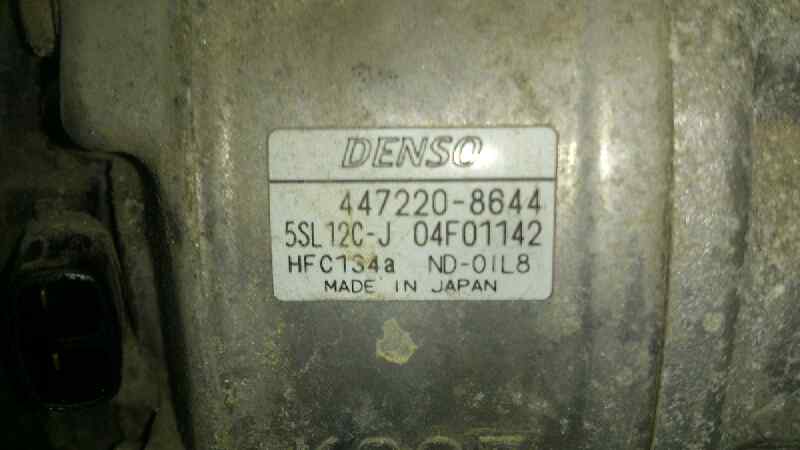 DENSO
447220-8644
5SL12C-J 04F01142
HFC134a ND-OIL8
MADE IN JAPAN